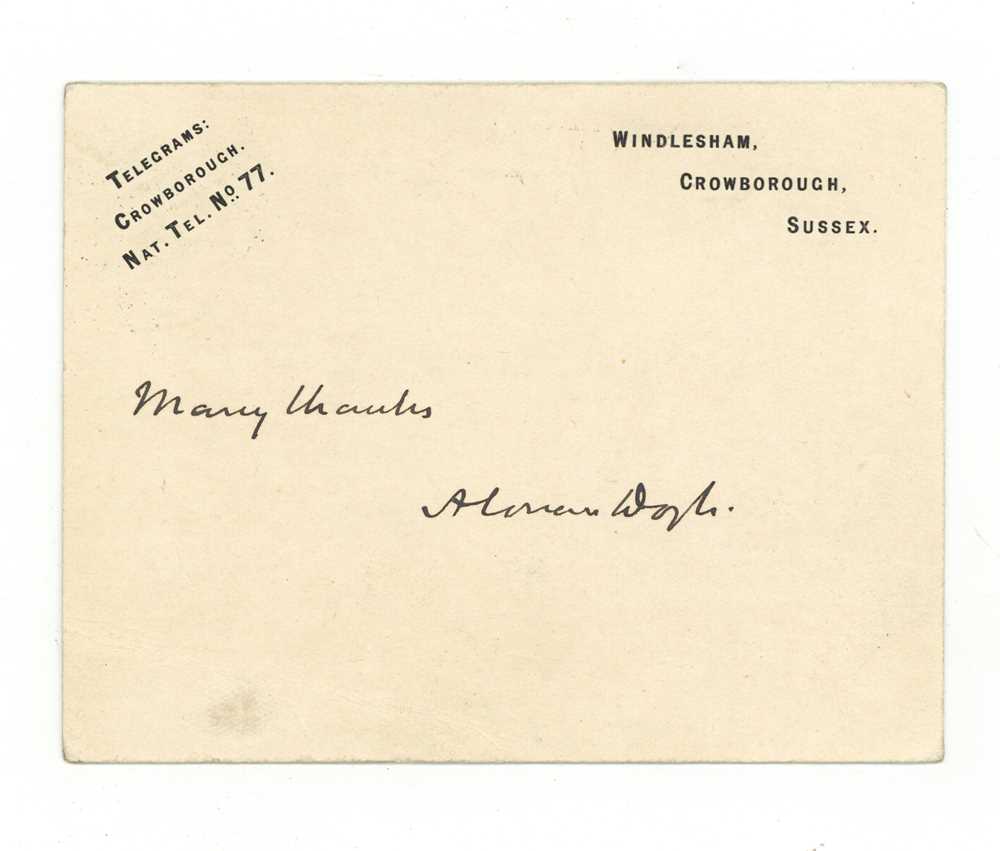 TELEGRAMS:
CROWBOROUGH.
NAT. TEL. No. 77.
WINDLESHAM,
CROWBOROUGH,
SUSSEX.
Many thanks
A Conan Doyle.